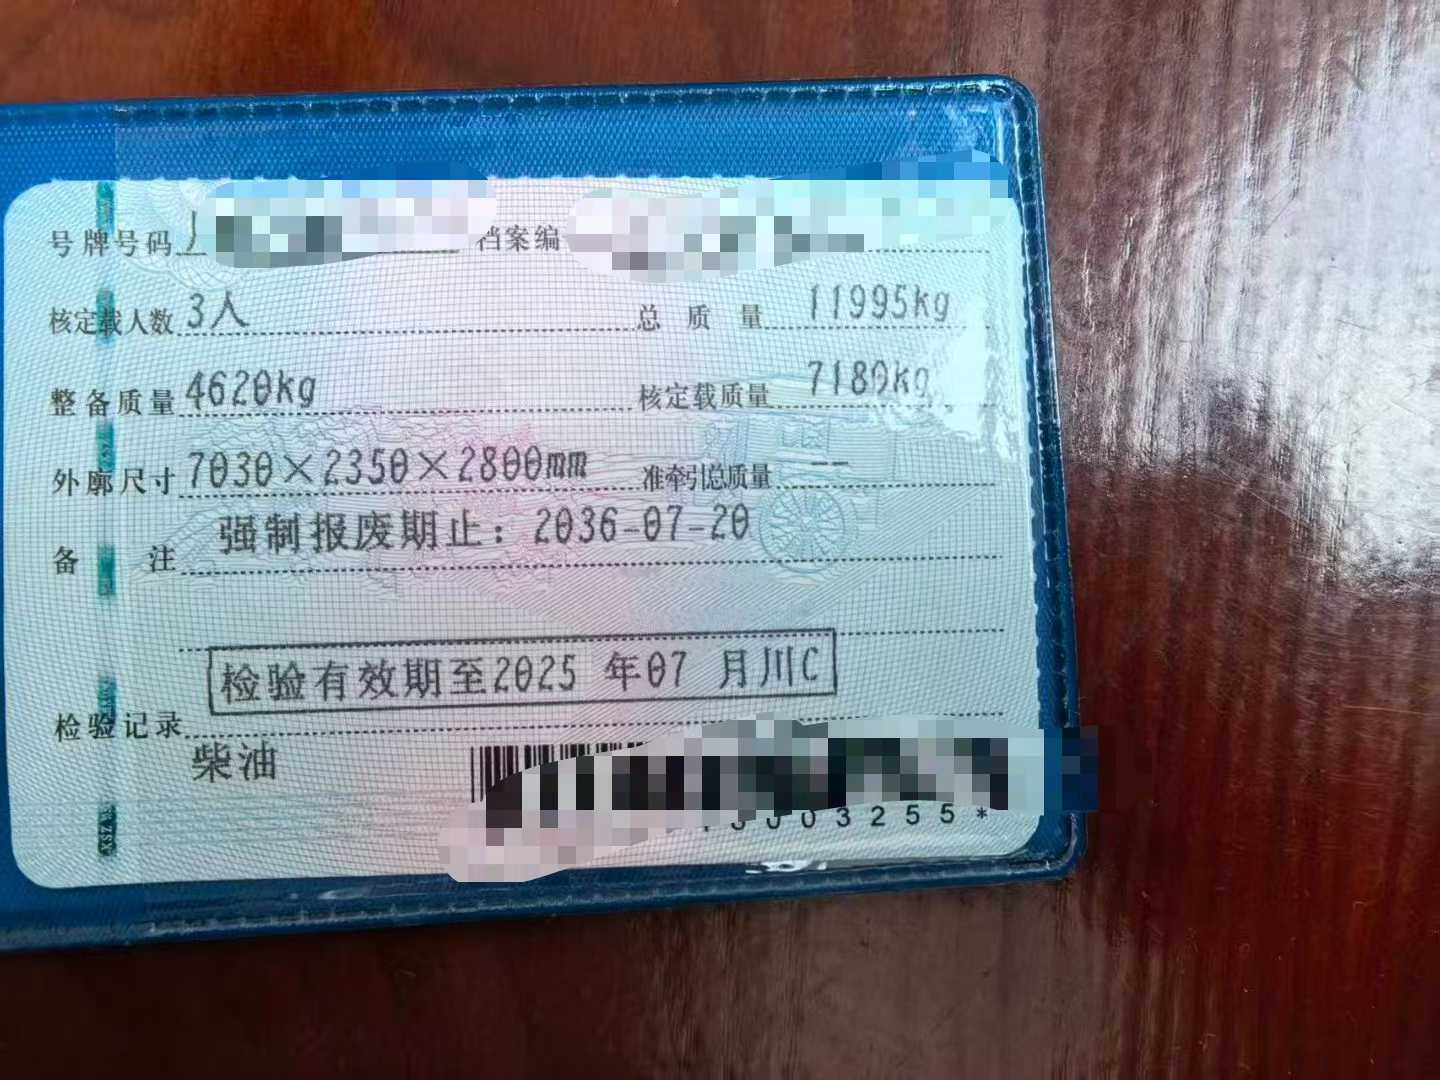 号牌号码 档案编
核定载人数 3人 总质量 11995kg
整备质量 4620kg 核定载质量 7180kg
外廓尺寸 7030×2350×2800mm 准牵引总质量 --
备注 强制报废期止：2036-07-20
检验有效期至2025 年07 月川C
检验记录
柴油
3255*